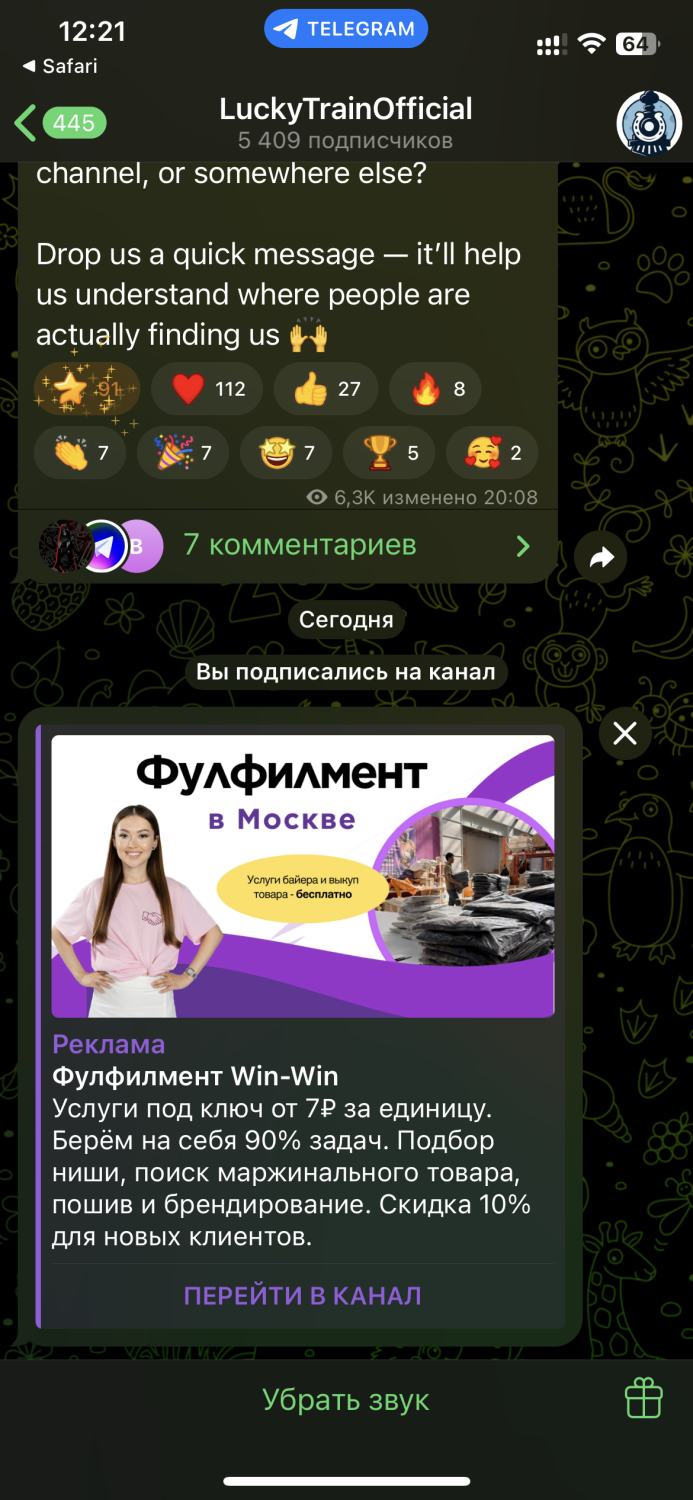 12:21
TELEGRAM
64
◀ Safari
445
LuckyTrainOfficial
5 409 подписчиков
channel, or somewhere else?
Drop us a quick message — it’ll help
us understand where people are
actually finding us 🙌
⭐ 91 ❤️ 112 👍 27 🔥 8
👏 7 🎉 7 🤩 7 🏆 5 🥰 2
6,3K изменено 20:08
B
7 комментариев
Сегодня
Вы подписались на канал
Фулфилмент
в Москве
Услуги байера и выкуп
товара - бесплатно
Реклама
Фулфилмент Win-Win
Услуги под ключ от 7₽ за единицу.
Берём на себя 90% задач. Подбор
ниши, поиск маржинального товара,
пошив и брендирование. Скидка 10%
для новых клиентов.
ПЕРЕЙТИ В КАНАЛ
Убрать звук